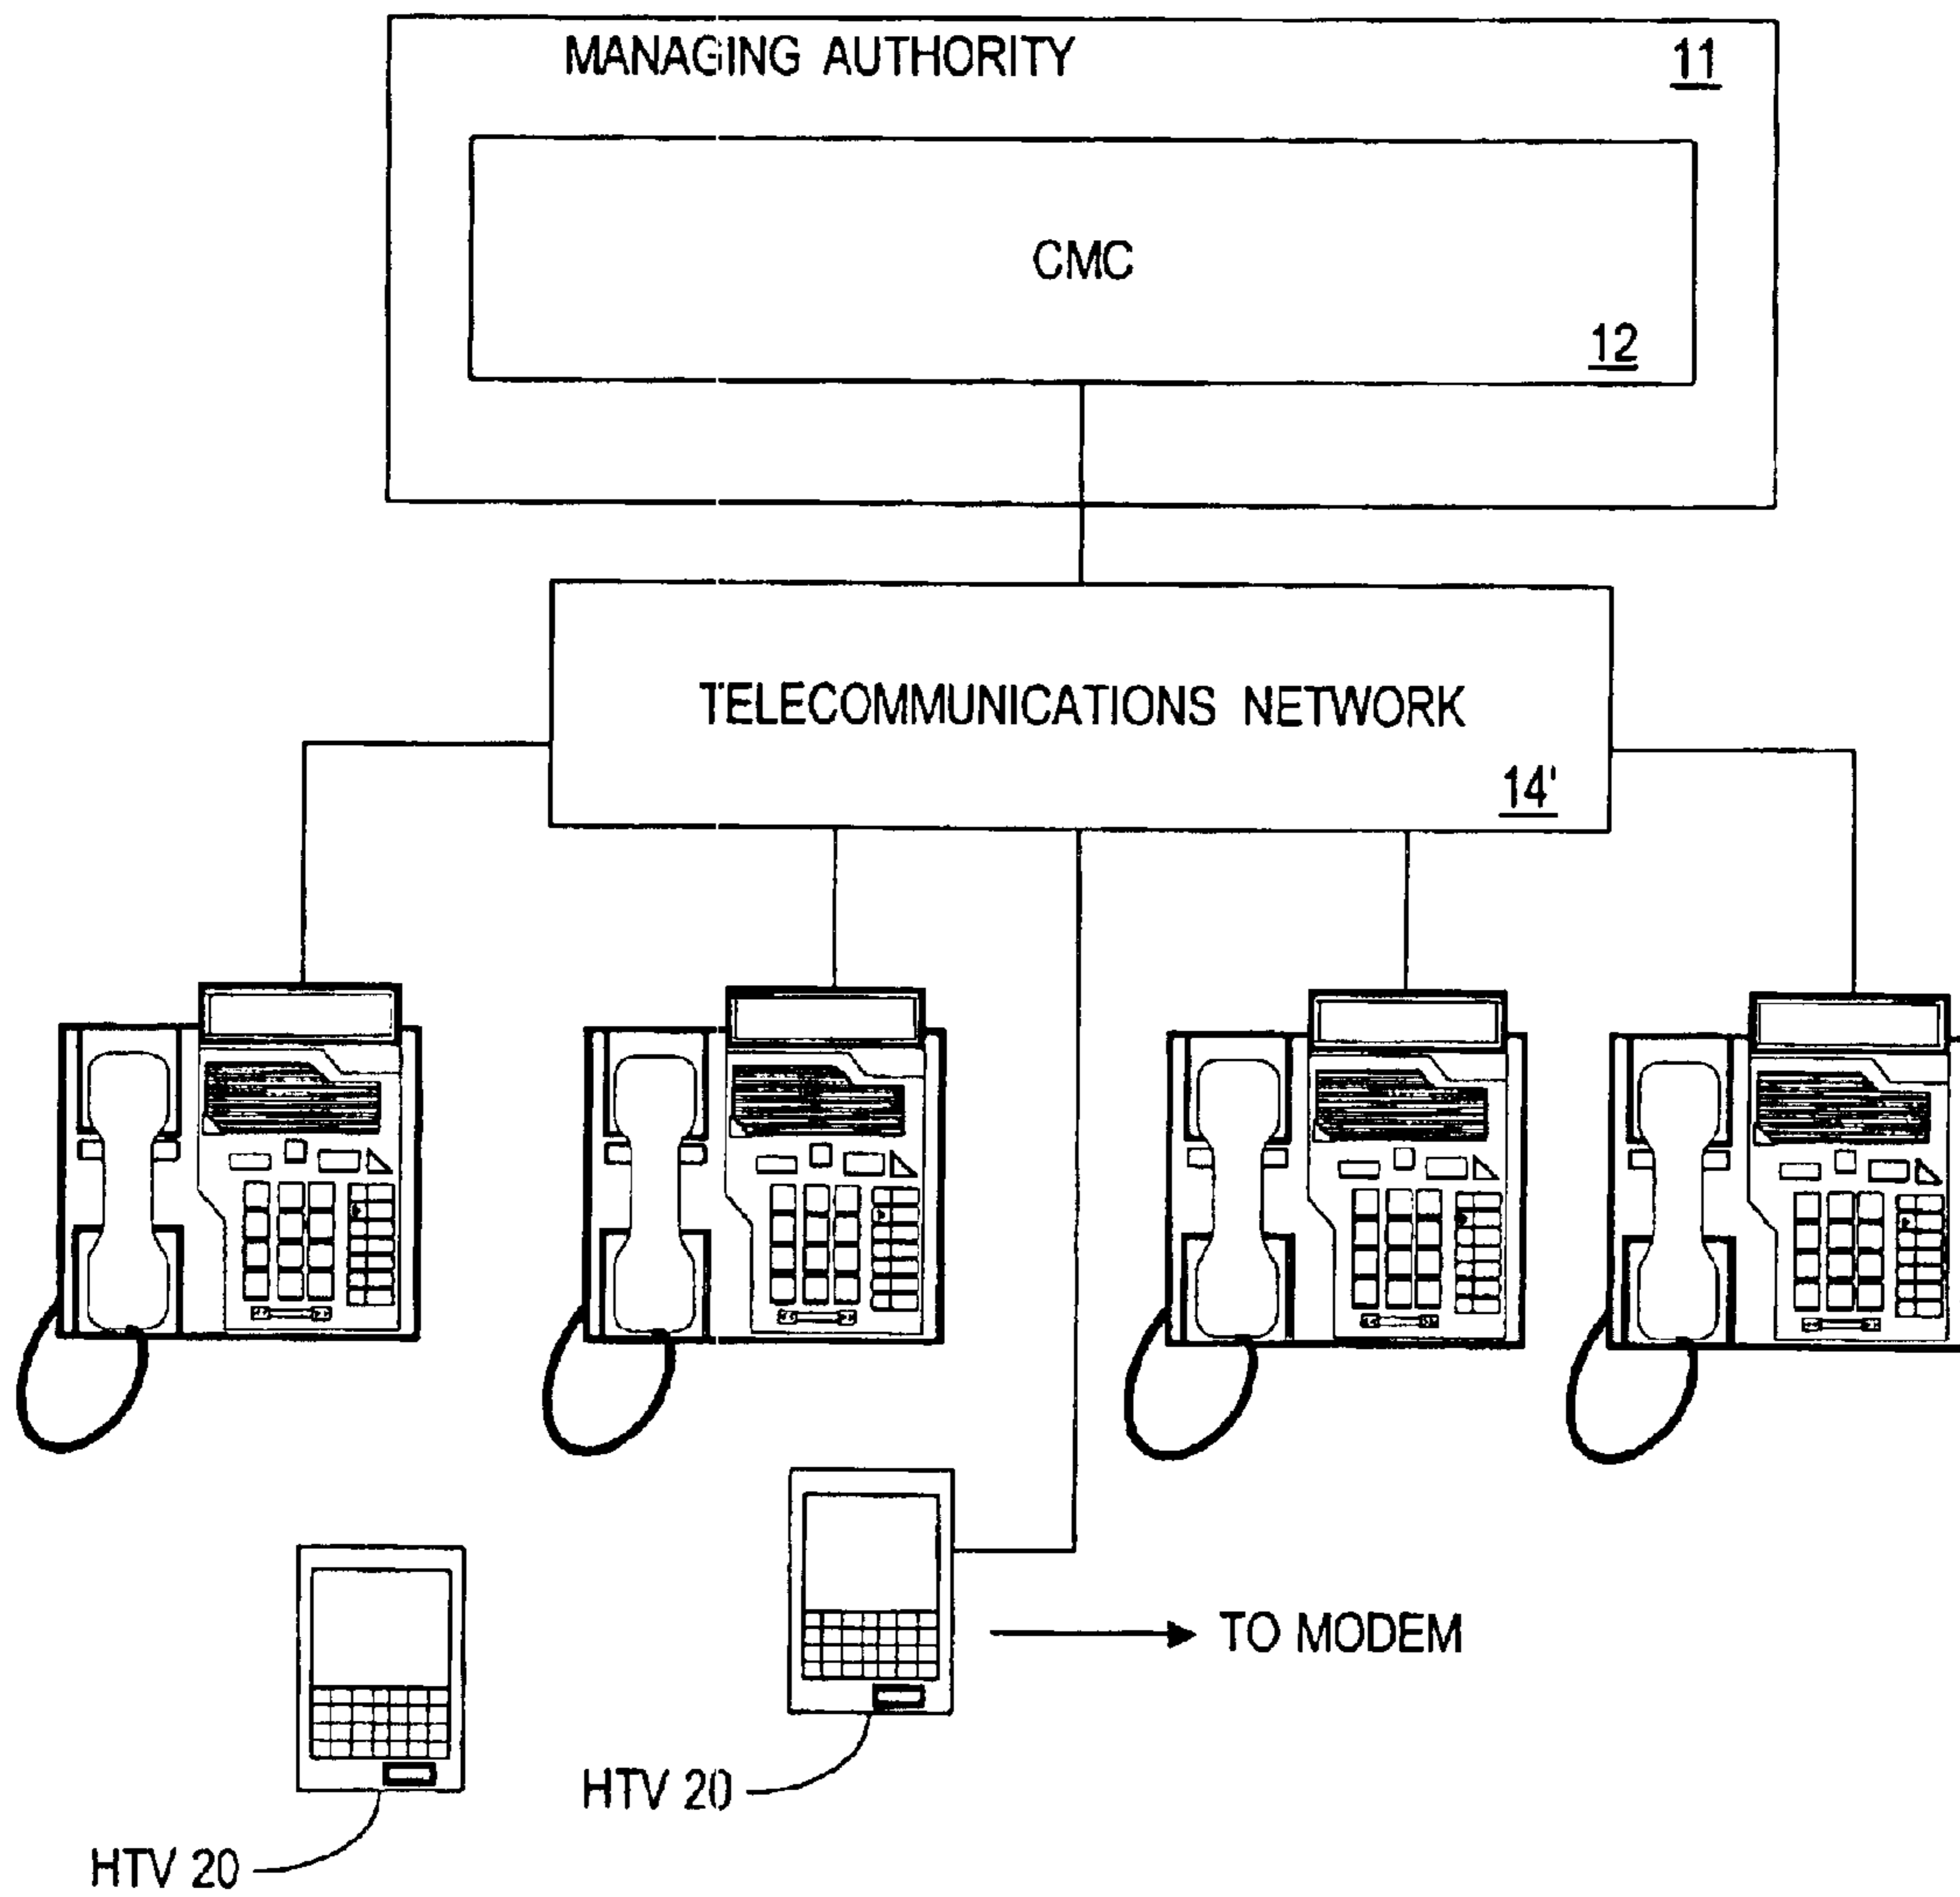 MANAGING AUTHORITY 11
CMC
12
TELECOMMUNICATIONS NETWORK
14'
TO MODEM
HTV 20
HTV 20